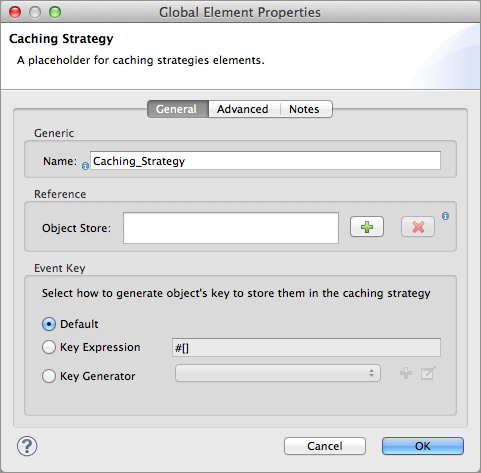 Global Element Properties
Caching Strategy
A placeholder for caching strategies elements.
General Advanced Notes
Generic
Name: Caching_Strategy
Reference
Object Store:
Event Key
Select how to generate object's key to store them in the caching strategy
Default
Key Expression #[]
Key Generator
? Cancel OK